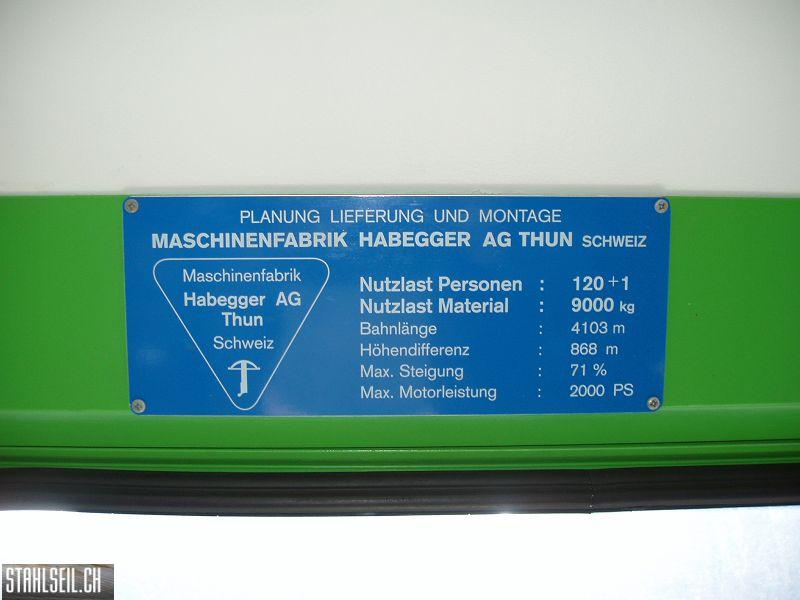 PLANUNG LIEFERUNG UND MONTAGE
MASCHINENFABRIK HABEGGER AG THUN SCHWEIZ
Maschinenfabrik
Habegger AG
Thun
Schweiz
Nutzlast Personen : 120 +1
Nutzlast Material : 9000 kg
Bahnlänge : 4103 m
Höhendifferenz : 868 m
Max. Steigung : 71 %
Max. Motorleistung : 2000 PS
STAHLSEIL.CH